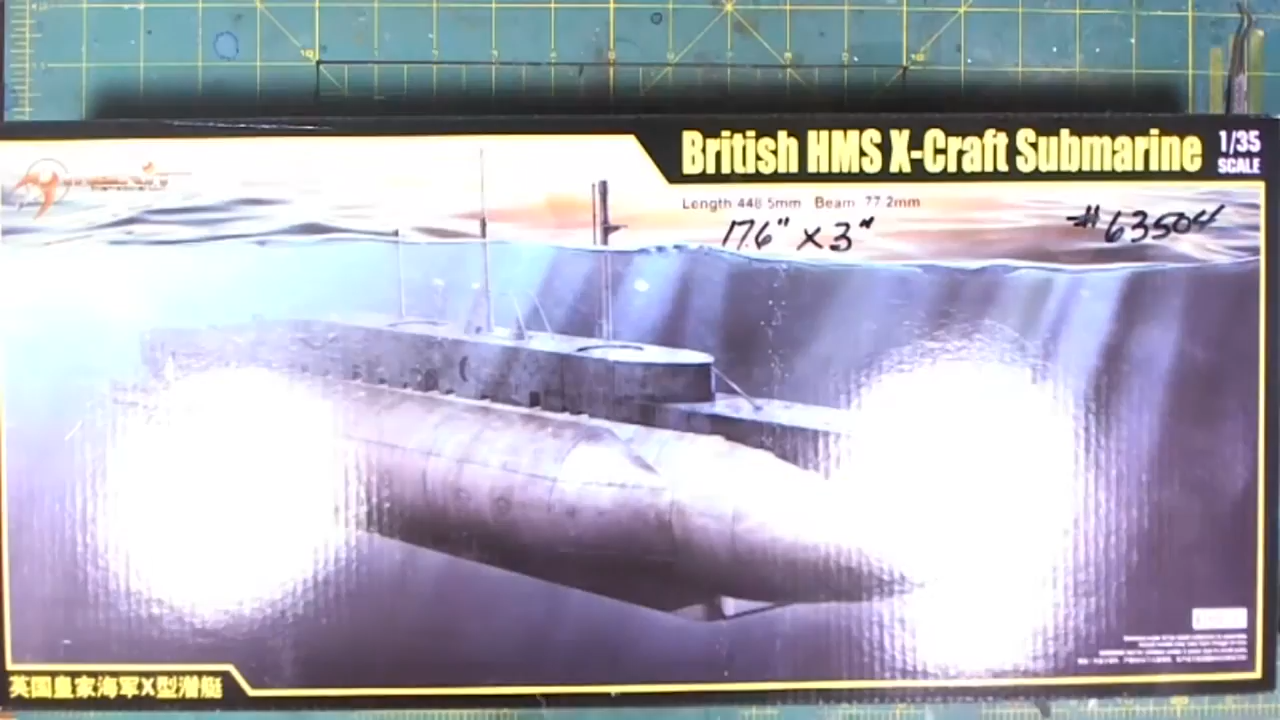 British HMS X-Craft Submarine
1/35
SCALE
Length 448.5mm Beam 77.2mm
17.6" x 3"
#63504
英国皇家海军X型潜艇